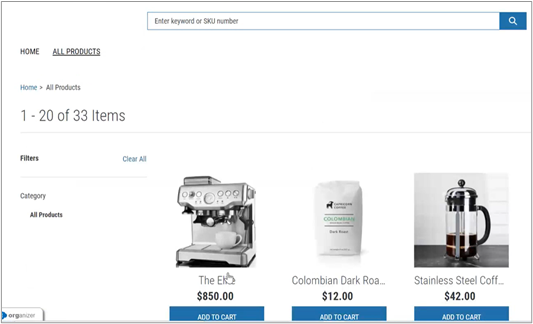 Enter keyword or SKU number
HOME ALL PRODUCTS
Home > All Products
1 - 20 of 33 Items
Filters Clear All
Category
All Products
COLOMBIAN
Dark Roast
The
Colombian Dark Roa... Stainless Steel Coff...
$850.00 $12.00 $42.00
ADD TO CART ADD TO CART ADD TO CART
organizer